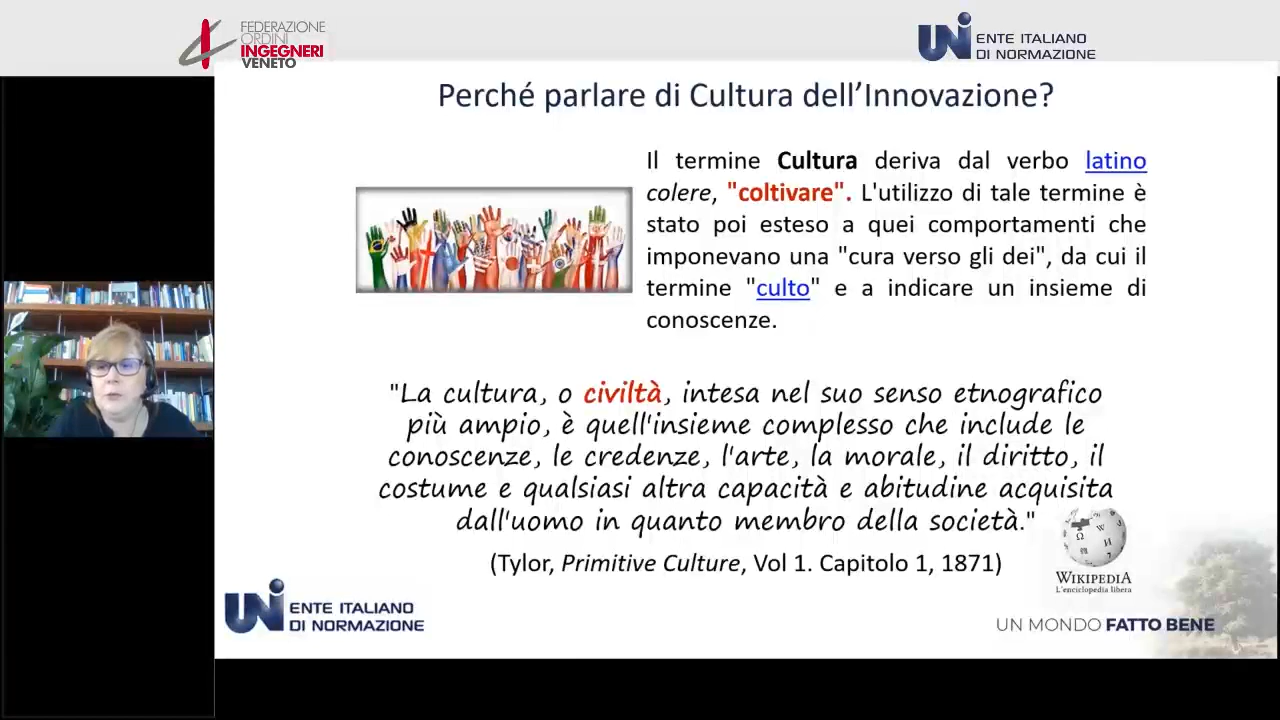 FEDERAZIONE
ORDINI
INGEGNERI
VENETO
UNI ENTE ITALIANO
DI NORMAZIONE
Perché parlare di Cultura dell'Innovazione?
Il termine Cultura deriva dal verbo latino
colere, "coltivare". L'utilizzo di tale termine è
stato poi esteso a quei comportamenti che
imponevano una "cura verso gli dei", da cui il
termine "culto" e a indicare un insieme di
conoscenze.
"La cultura, o civiltà, intesa nel suo senso etnografico
più ampio, è quell'insieme complesso che include le
conoscenze, le credenze, l'arte, la morale, il diritto, il
costume e qualsiasi altra capacità e abitudine acquisita
dall'uomo in quanto membro della società."
(Tylor, Primitive Culture, Vol 1. Capitolo 1, 1871)
WIKIPEDIA
L'enciclopedia libera
UNI ENTE ITALIANO
DI NORMAZIONE
UN MONDO FATTO BENE